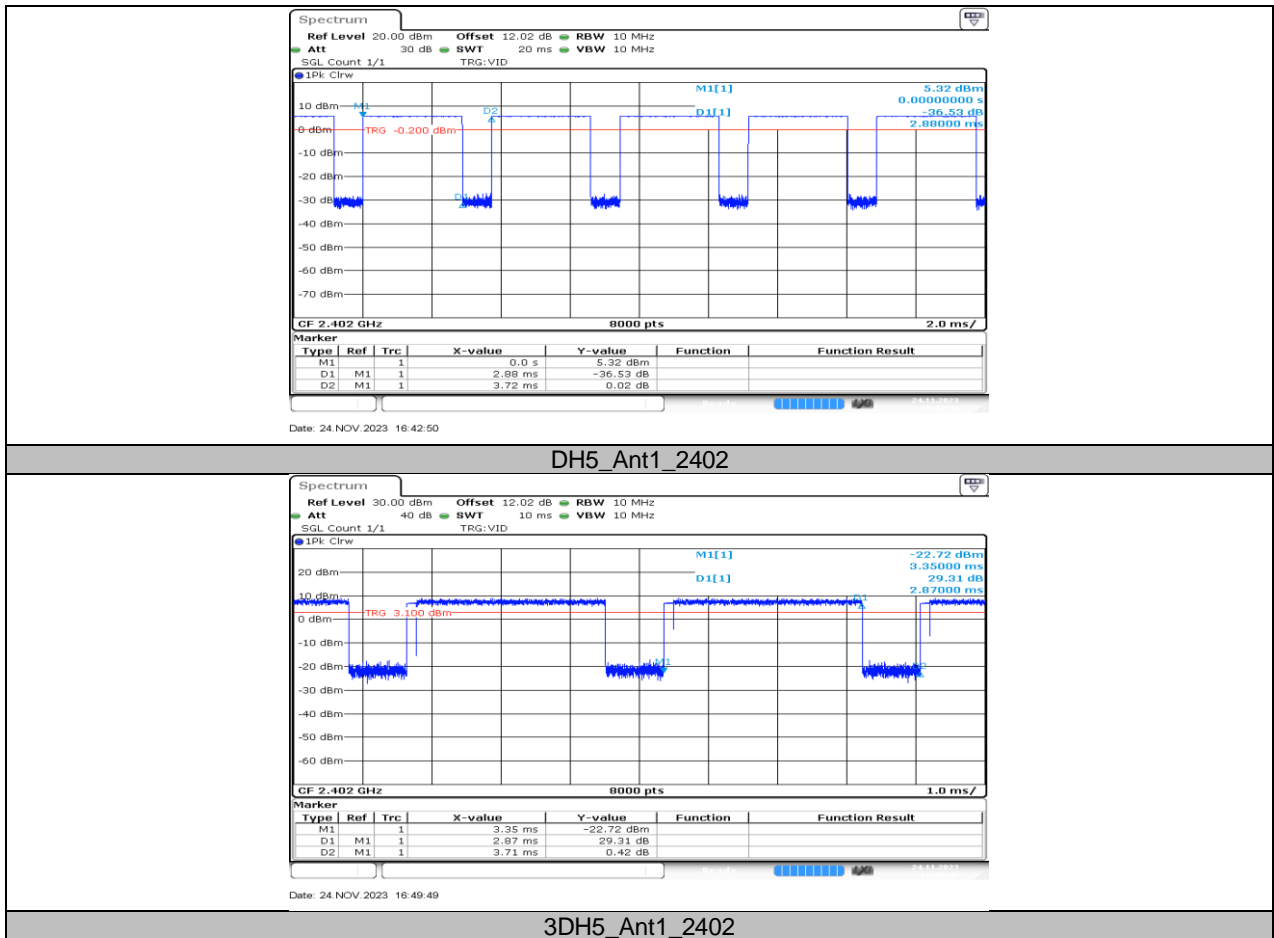 Spectrum
Ref Level 20.00 dBm Offset 12.02 dB RBW 10 MHz
Att 30 dB SWT 20 ms VBW 10 MHz
SGL Count 1/1 TRG:VID
1Pk Clrw
M1[1] 5.32 dBm
0.00000000 s
D1[1] -36.53 dB
2.88000 ms
10 dBm
M1
D2
0 dBm
TRG -0.200 dBm
-10 dBm
-20 dBm
-30 dBm
-40 dBm
-50 dBm
-60 dBm
-70 dBm
CF 2.402 GHz 8000 pts 2.0 ms/
Marker
Type Ref Trc X-value Y-value Function Function Result
M1 1 0.0 s 5.32 dBm
D1 M1 1 2.88 ms -36.53 dB
D2 M1 1 3.72 ms 0.02 dB
Ready 24.11.2023
Date: 24.NOV.2023 16:42:50
DH5_Ant1_2402
Spectrum
Ref Level 30.00 dBm Offset 12.02 dB RBW 10 MHz
Att 40 dB SWT 10 ms VBW 10 MHz
SGL Count 1/1 TRG:VID
1Pk Clrw
M1[1] -22.72 dBm
3.35000 ms
D1[1] 29.31 dB
2.87000 ms
20 dBm
10 dBm
D1
TRG 3.100 dBm
0 dBm
-10 dBm
-20 dBm
M1
-30 dBm
-40 dBm
-50 dBm
-60 dBm
CF 2.402 GHz 8000 pts 1.0 ms/
Marker
Type Ref Trc X-value Y-value Function Function Result
M1 1 3.35 ms -22.72 dBm
D1 M1 1 2.87 ms 29.31 dB
D2 M1 1 3.71 ms 0.42 dB
Ready 24.11.2023
Date: 24.NOV.2023 16:49:49
3DH5_Ant1_2402